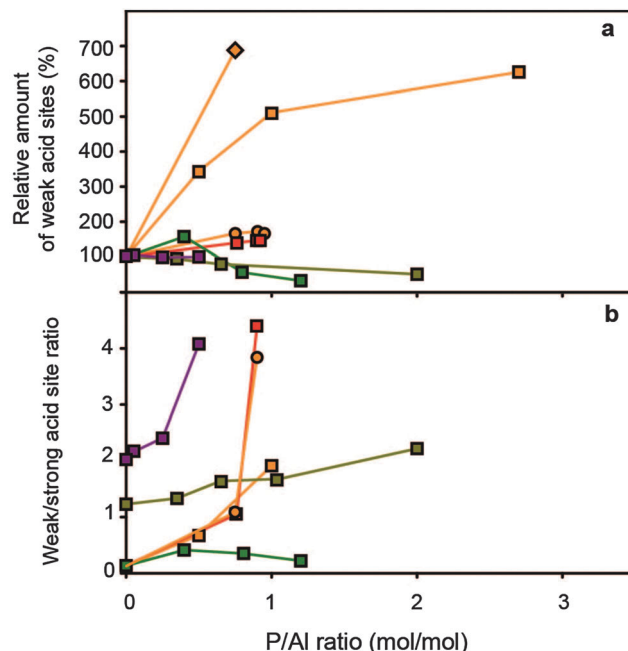 a
700
600
500
400
300
200
100
Relative amount
of weak acid sites (%)
b
4
3
2
1
0
Weak/strong acid site ratio
0 1 2 3
P/Al ratio (mol/mol)